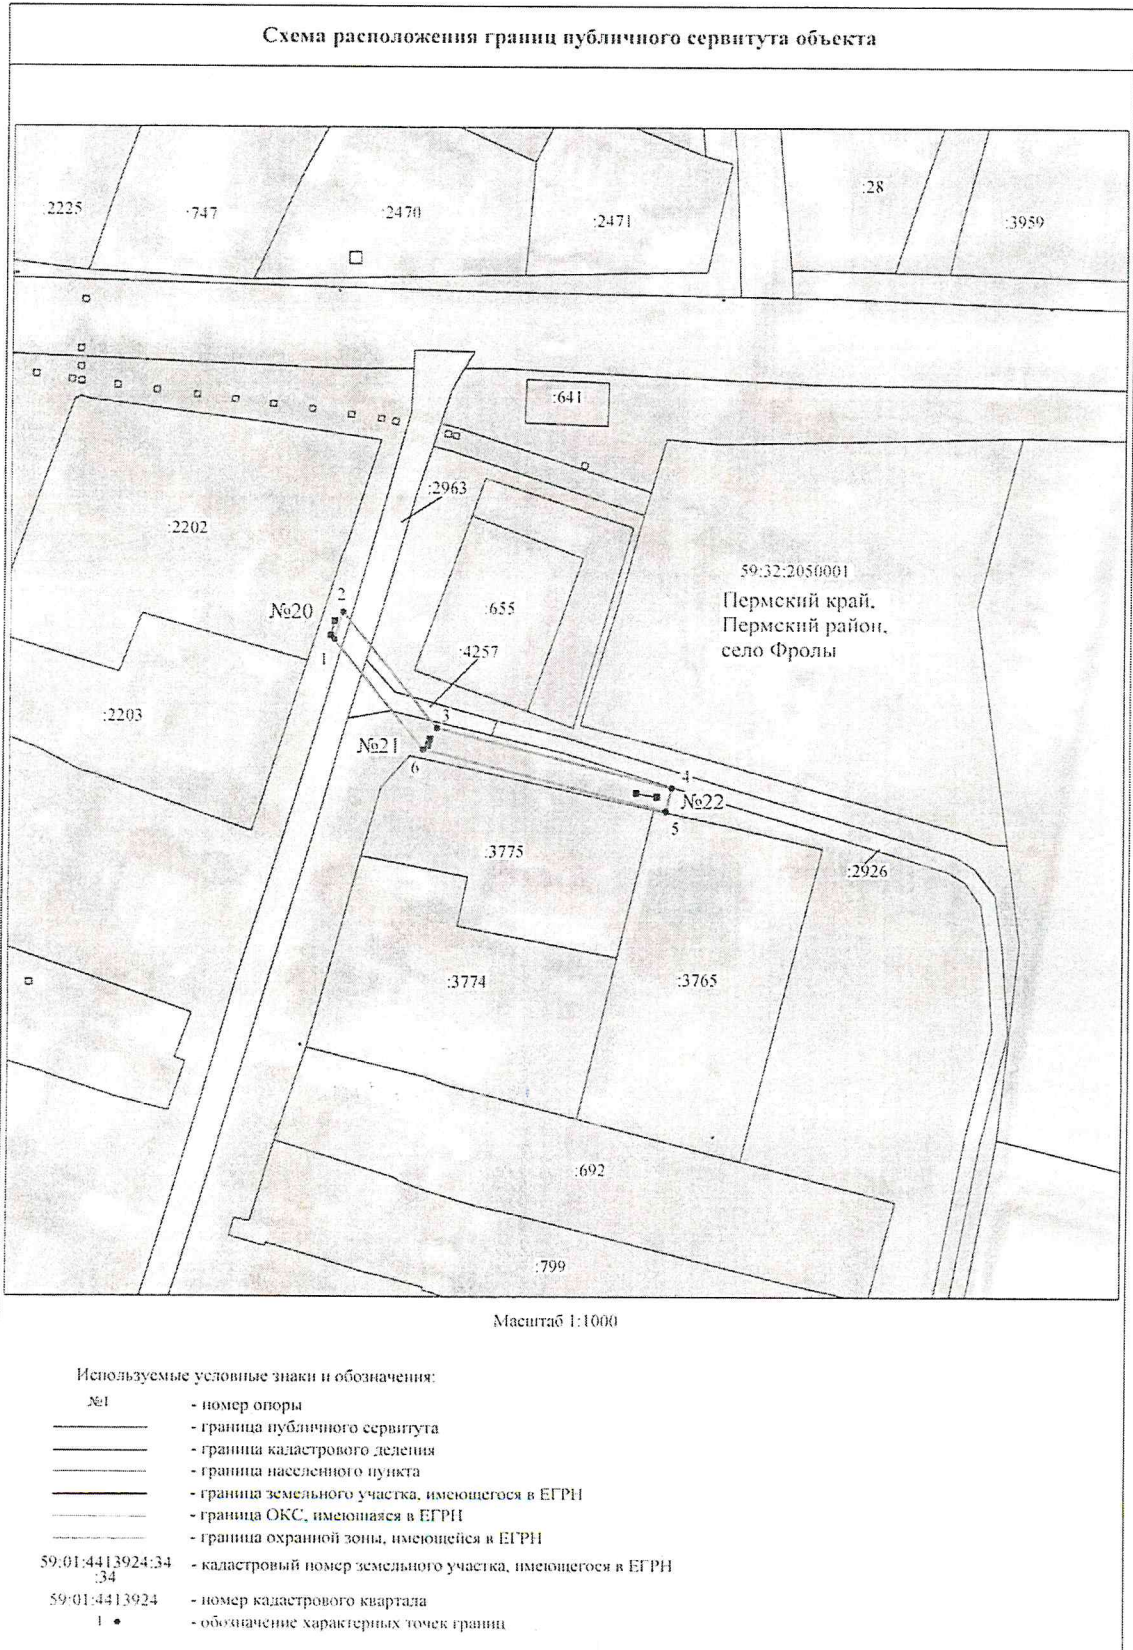 Схема расположения границ публичного сервитута объекта
:2225
:747
:2470
:2471
:28
:3959
:641
:2963
:2202
59:32:2050001
Пермский край,
Пермский район,
село Фролы
:655
№20
2
1
:4257
:2203
3
№21
6
4
№22
5
:3775
:2926
:3774
:3765
:692
:799
Масштаб 1:1000
Используемые условные знаки и обозначения:
№1 - номер опоры
- граница публичного сервитута
- граница кадастрового деления
- граница населенного пункта
- граница земельного участка, имеющегося в ЕГРН
- граница ОКС, имеющаяся в ЕГРН
- граница охранной зоны, имеющейся в ЕГРН
59:01:4413924:34 - кадастровый номер земельного участка, имеющегося в ЕГРН
:34
59:01:4413924 - номер кадастрового квартала
1 - обозначение характерных точек границ